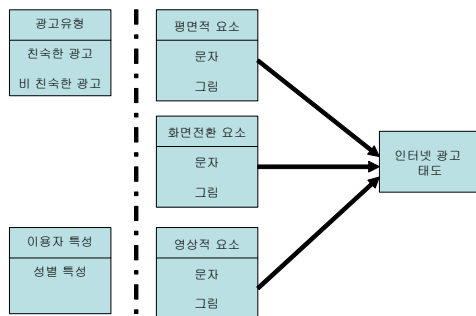 광고유형
친숙한 광고
비 친숙한 광고
이용자 특성
성별 특성
평면적 요소
문자
그림
화면전환 요소
문자
그림
영상적 요소
문자
그림
인터넷 광고
태도